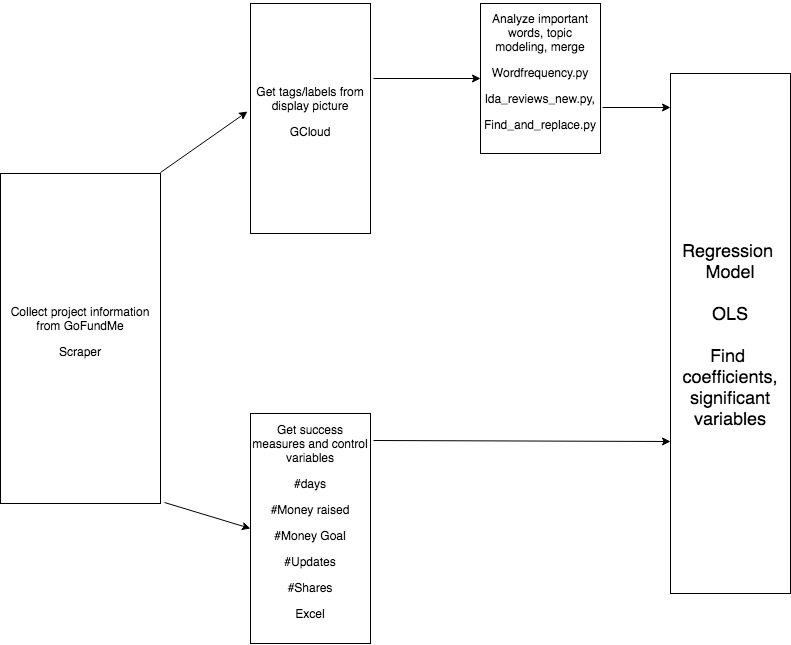 Collect project information
from GoFundMe
Scraper
Get tags/labels from
display picture
GCloud
Analyze important
words, topic
modeling, merge
Wordfrequency.py
lda_reviews_new.py,
Find_and_replace.py
Get success
measures and control
variables
#days
#Money raised
#Money Goal
#Updates
#Shares
Excel
Regression
Model
OLS
Find
coefficients,
significant
variables